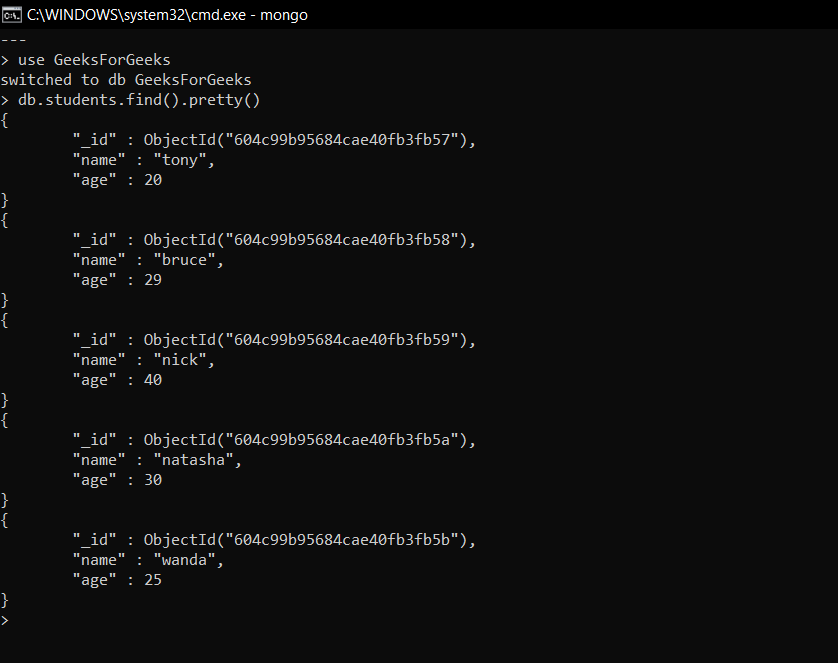 C:\WINDOWS\system32\cmd.exe - mongo
---
> use GeeksForGeeks
switched to db GeeksForGeeks
> db.students.find().pretty()
{
        "_id" : ObjectId("604c99b95684cae40fb3fb57"),
        "name" : "tony",
        "age" : 20
}
{
        "_id" : ObjectId("604c99b95684cae40fb3fb58"),
        "name" : "bruce",
        "age" : 29
}
{
        "_id" : ObjectId("604c99b95684cae40fb3fb59"),
        "name" : "nick",
        "age" : 40
}
{
        "_id" : ObjectId("604c99b95684cae40fb3fb5a"),
        "name" : "natasha",
        "age" : 30
}
{
        "_id" : ObjectId("604c99b95684cae40fb3fb5b"),
        "name" : "wanda",
        "age" : 25
}
>